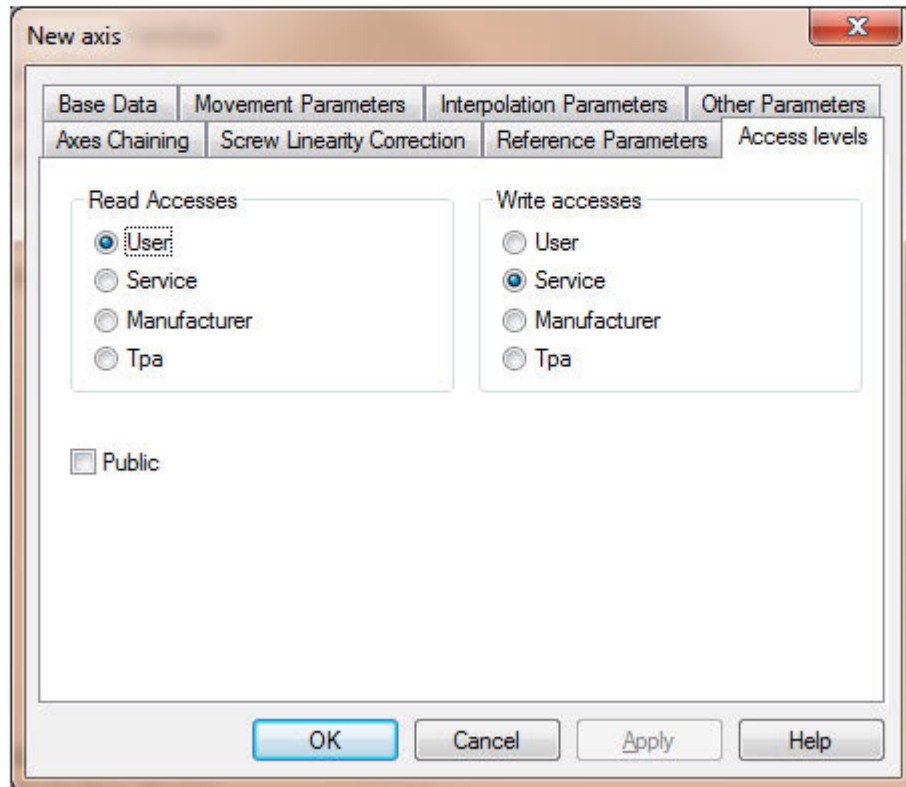 New axis
Base Data Movement Parameters Interpolation Parameters Other Parameters
Axes Chaining Screw Linearity Correction Reference Parameters Access levels
Read Accesses Write accesses
User User
Service Service
Manufacturer Manufacturer
Tpa Tpa
Public
OK Cancel Apply Help